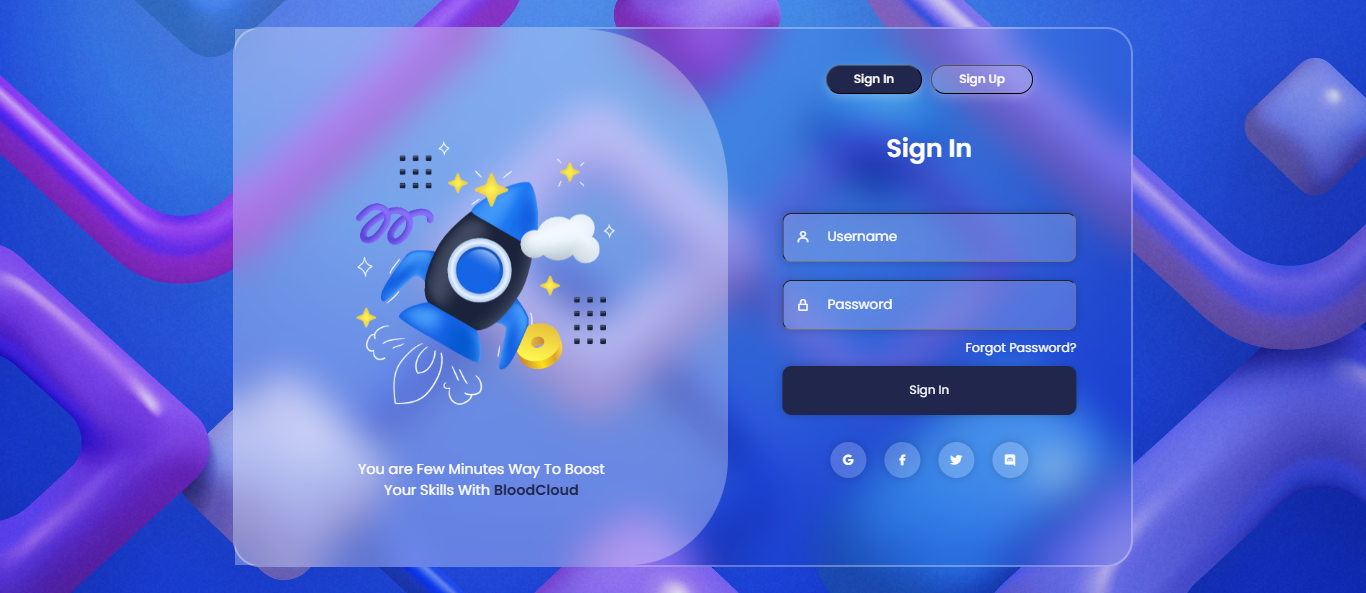 Sign In
Sign Up
Sign In
Username
Password
Forgot Password?
Sign In
You are Few Minutes Way To Boost
Your Skills With BloodCloud